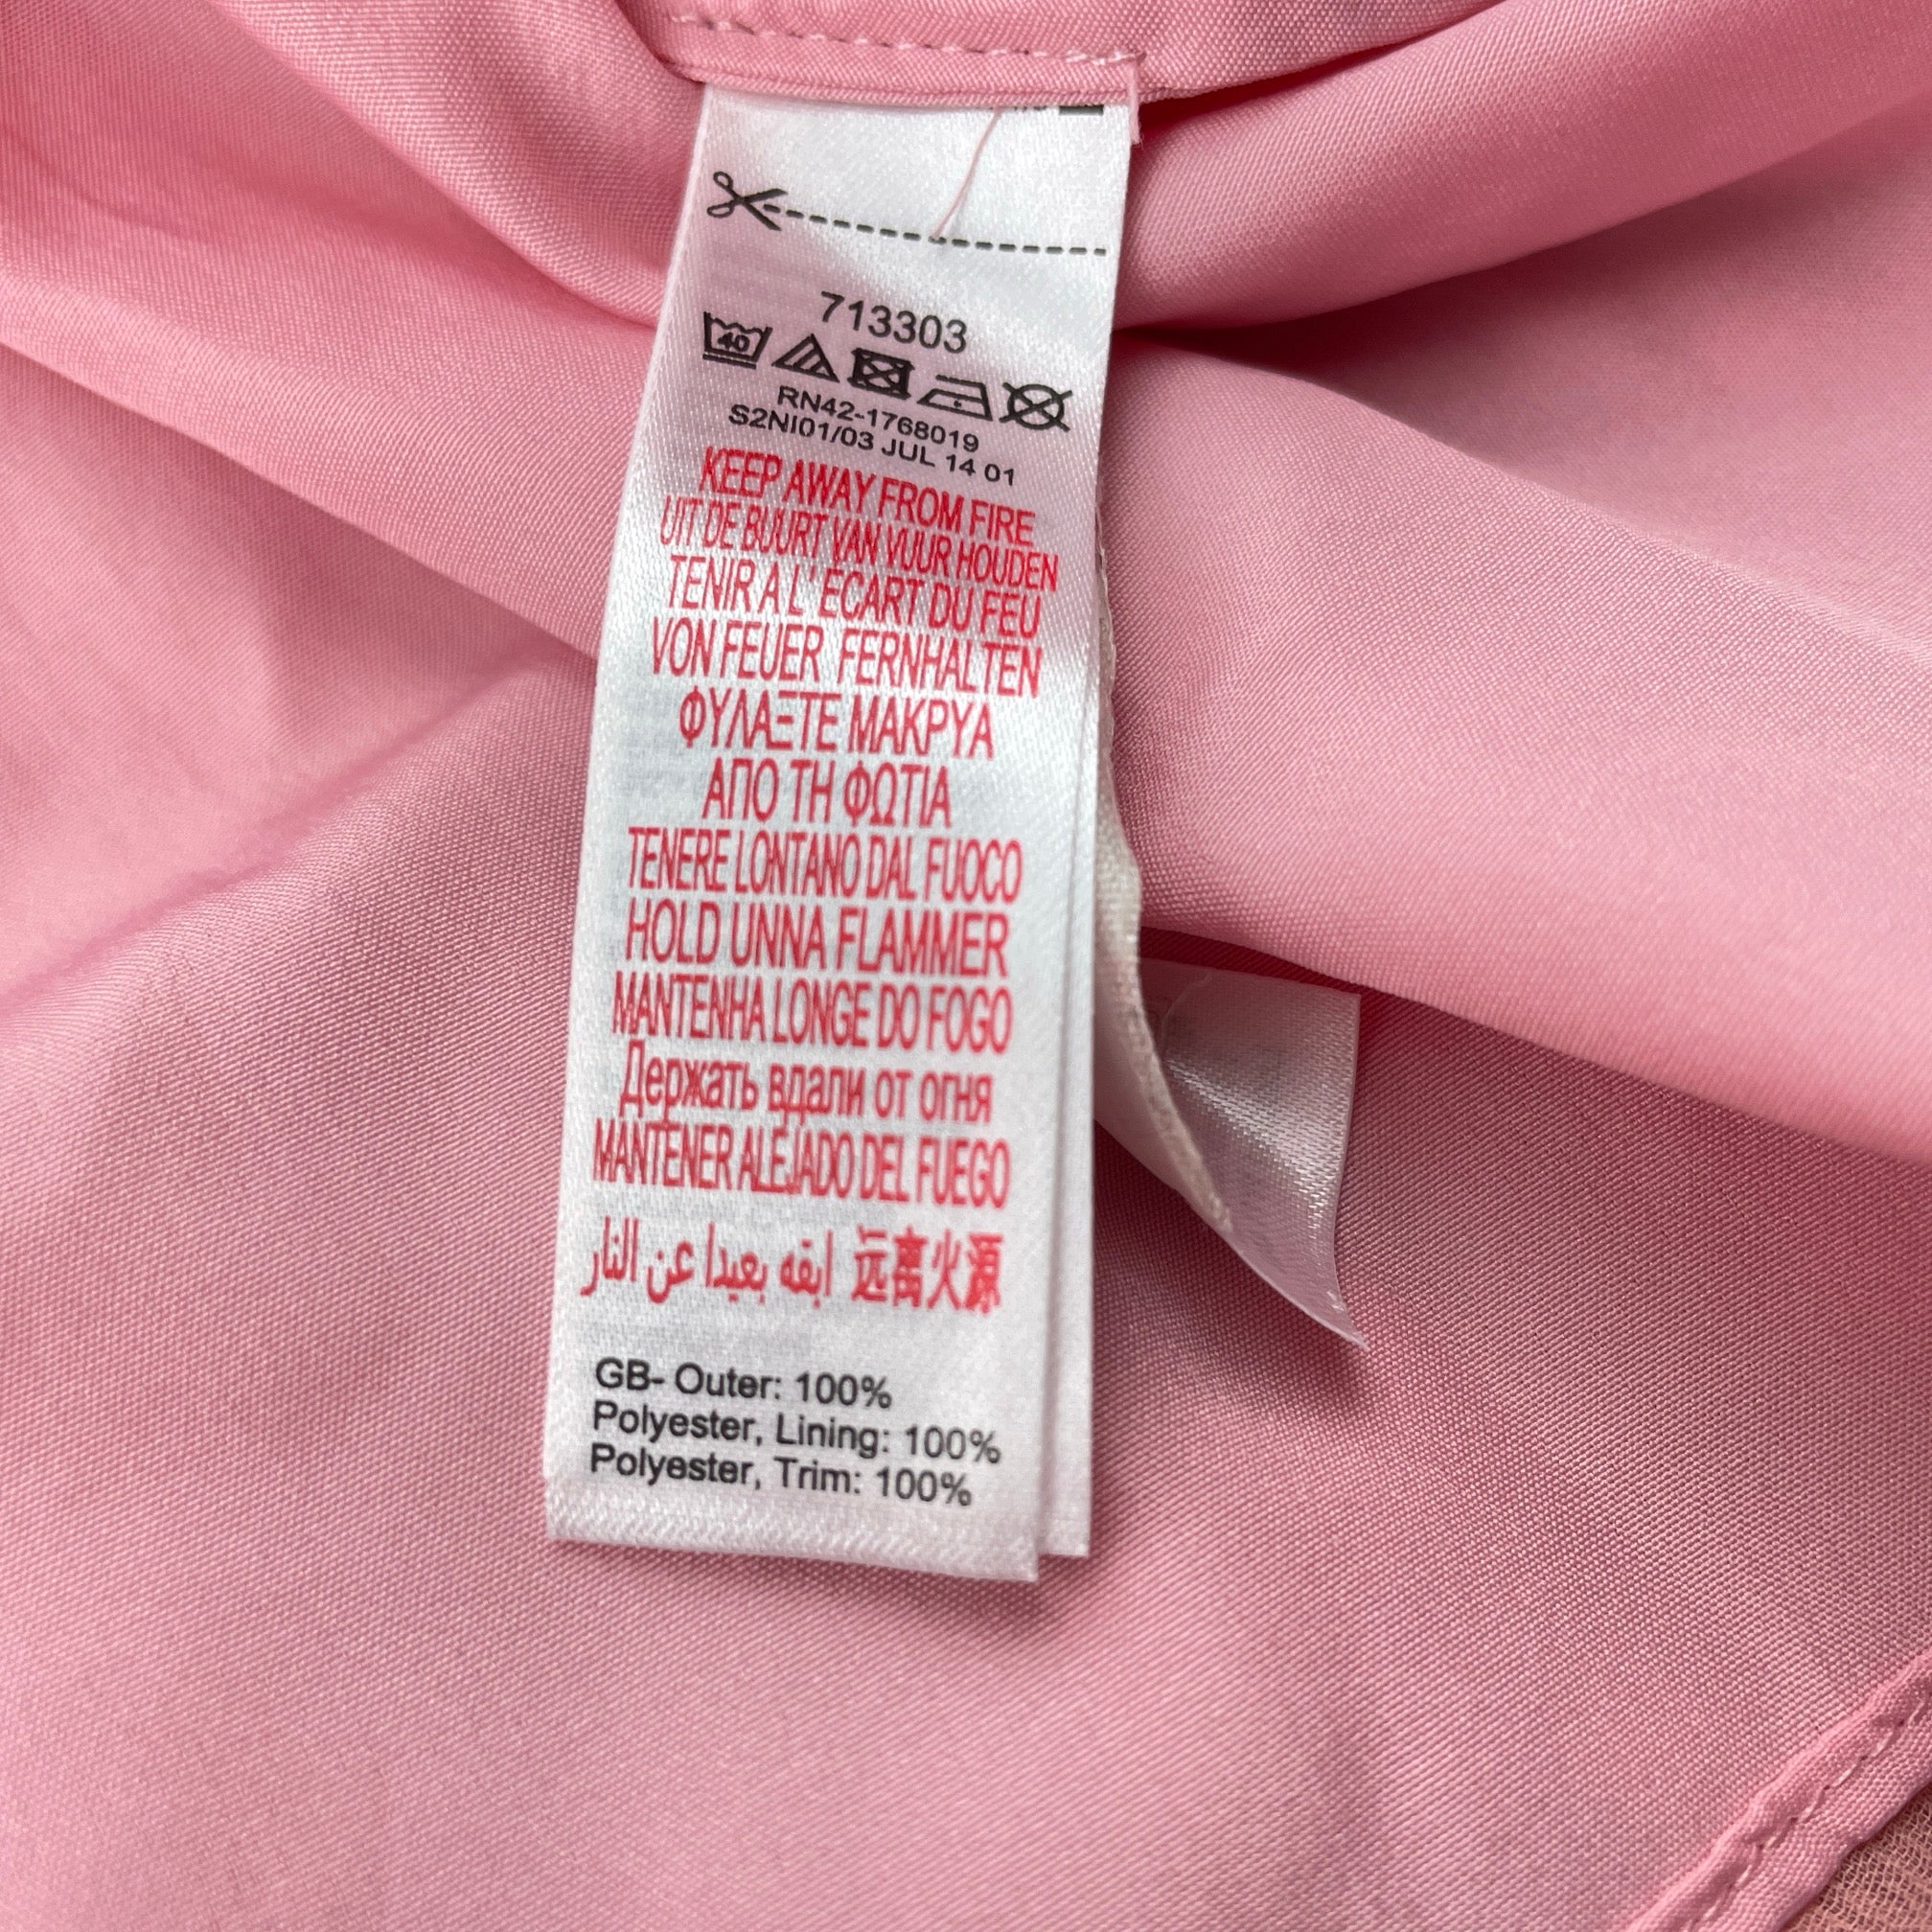 713303
40
RN42-1768019
S2NI01/03 JUL 14 01
KEEP AWAY FROM FIRE
UIT DE BUURT VAN VUUR HOUDEN
TENIR A L' ECART DU FEU
VON FEUER FERNHALTEN
ΦΥΛΑΞΤΕ ΜΑΚΡΥΑ
ΑΠΟ ΤΗ ΦΩΤΙΑ
TENERE LONTANO DAL FUOCO
HOLD UNNA FLAMMER
MANTENHA LONGE DO FOGO
Держать вдали от огня
MANTENER ALEJADO DEL FUEGO
ابقه بعيدا عن النار 远离火源
GB- Outer: 100%
Polyester, Lining: 100%
Polyester, Trim: 100%